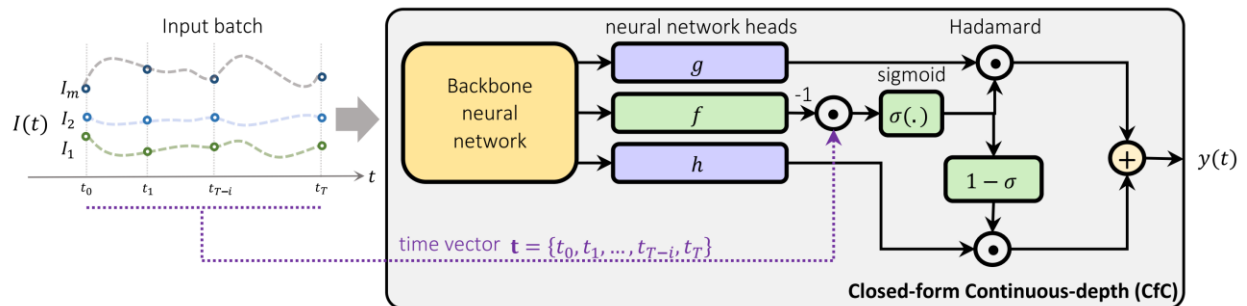 Input batch
I(t)
I_m
I_2
I_1
t_0 t_1 t_{T-i} t_T t
Backbone
neural
network
neural network heads
g
f
h
-1
Hadamard
sigmoid
σ(.)
1 − σ
+
y(t)
time vector t = {t_0, t_1, ..., t_{T-i}, t_T}
Closed-form Continuous-depth (CfC)